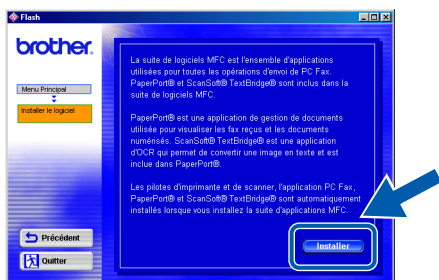 Flash
brother.
Menu Principal
Installer le logiciel
La suite de logiciels MFC est l'ensemble d'applications
utilisées pour toutes les opérations d'envoi de PC Fax.
PaperPort® et ScanSoft® TextBridge® sont inclus dans la
suite de logiciels MFC.
PaperPort® est une application de gestion de documents
utilisée pour visualiser les fax reçus et les documents
numérisés. ScanSoft® TextBridge® est une application
d'OCR qui permet de convertir une image en texte et est
incluse dans PaperPort®.
Les pilotes d'imprimante et de scanner, l'application PC Fax,
PaperPort® et ScanSoft® TextBridge® sont automatiquement
installés lorsque vous installez la suite d'applications MFC.
Précédent
Quitter
Installer